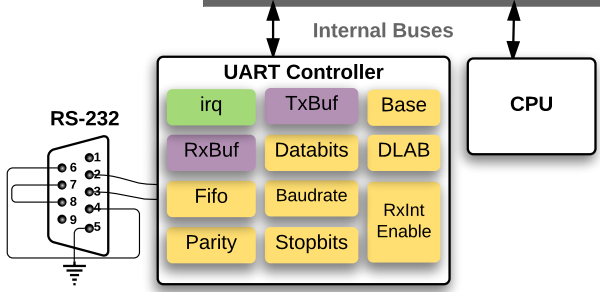 Internal Buses
UART Controller
irq
TxBuf
Base
CPU
RS-232
RxBuf
Databits
DLAB
Fifo
Baudrate
RxInt
Enable
Parity
Stopbits
1
6
2
7
3
8
4
9
5